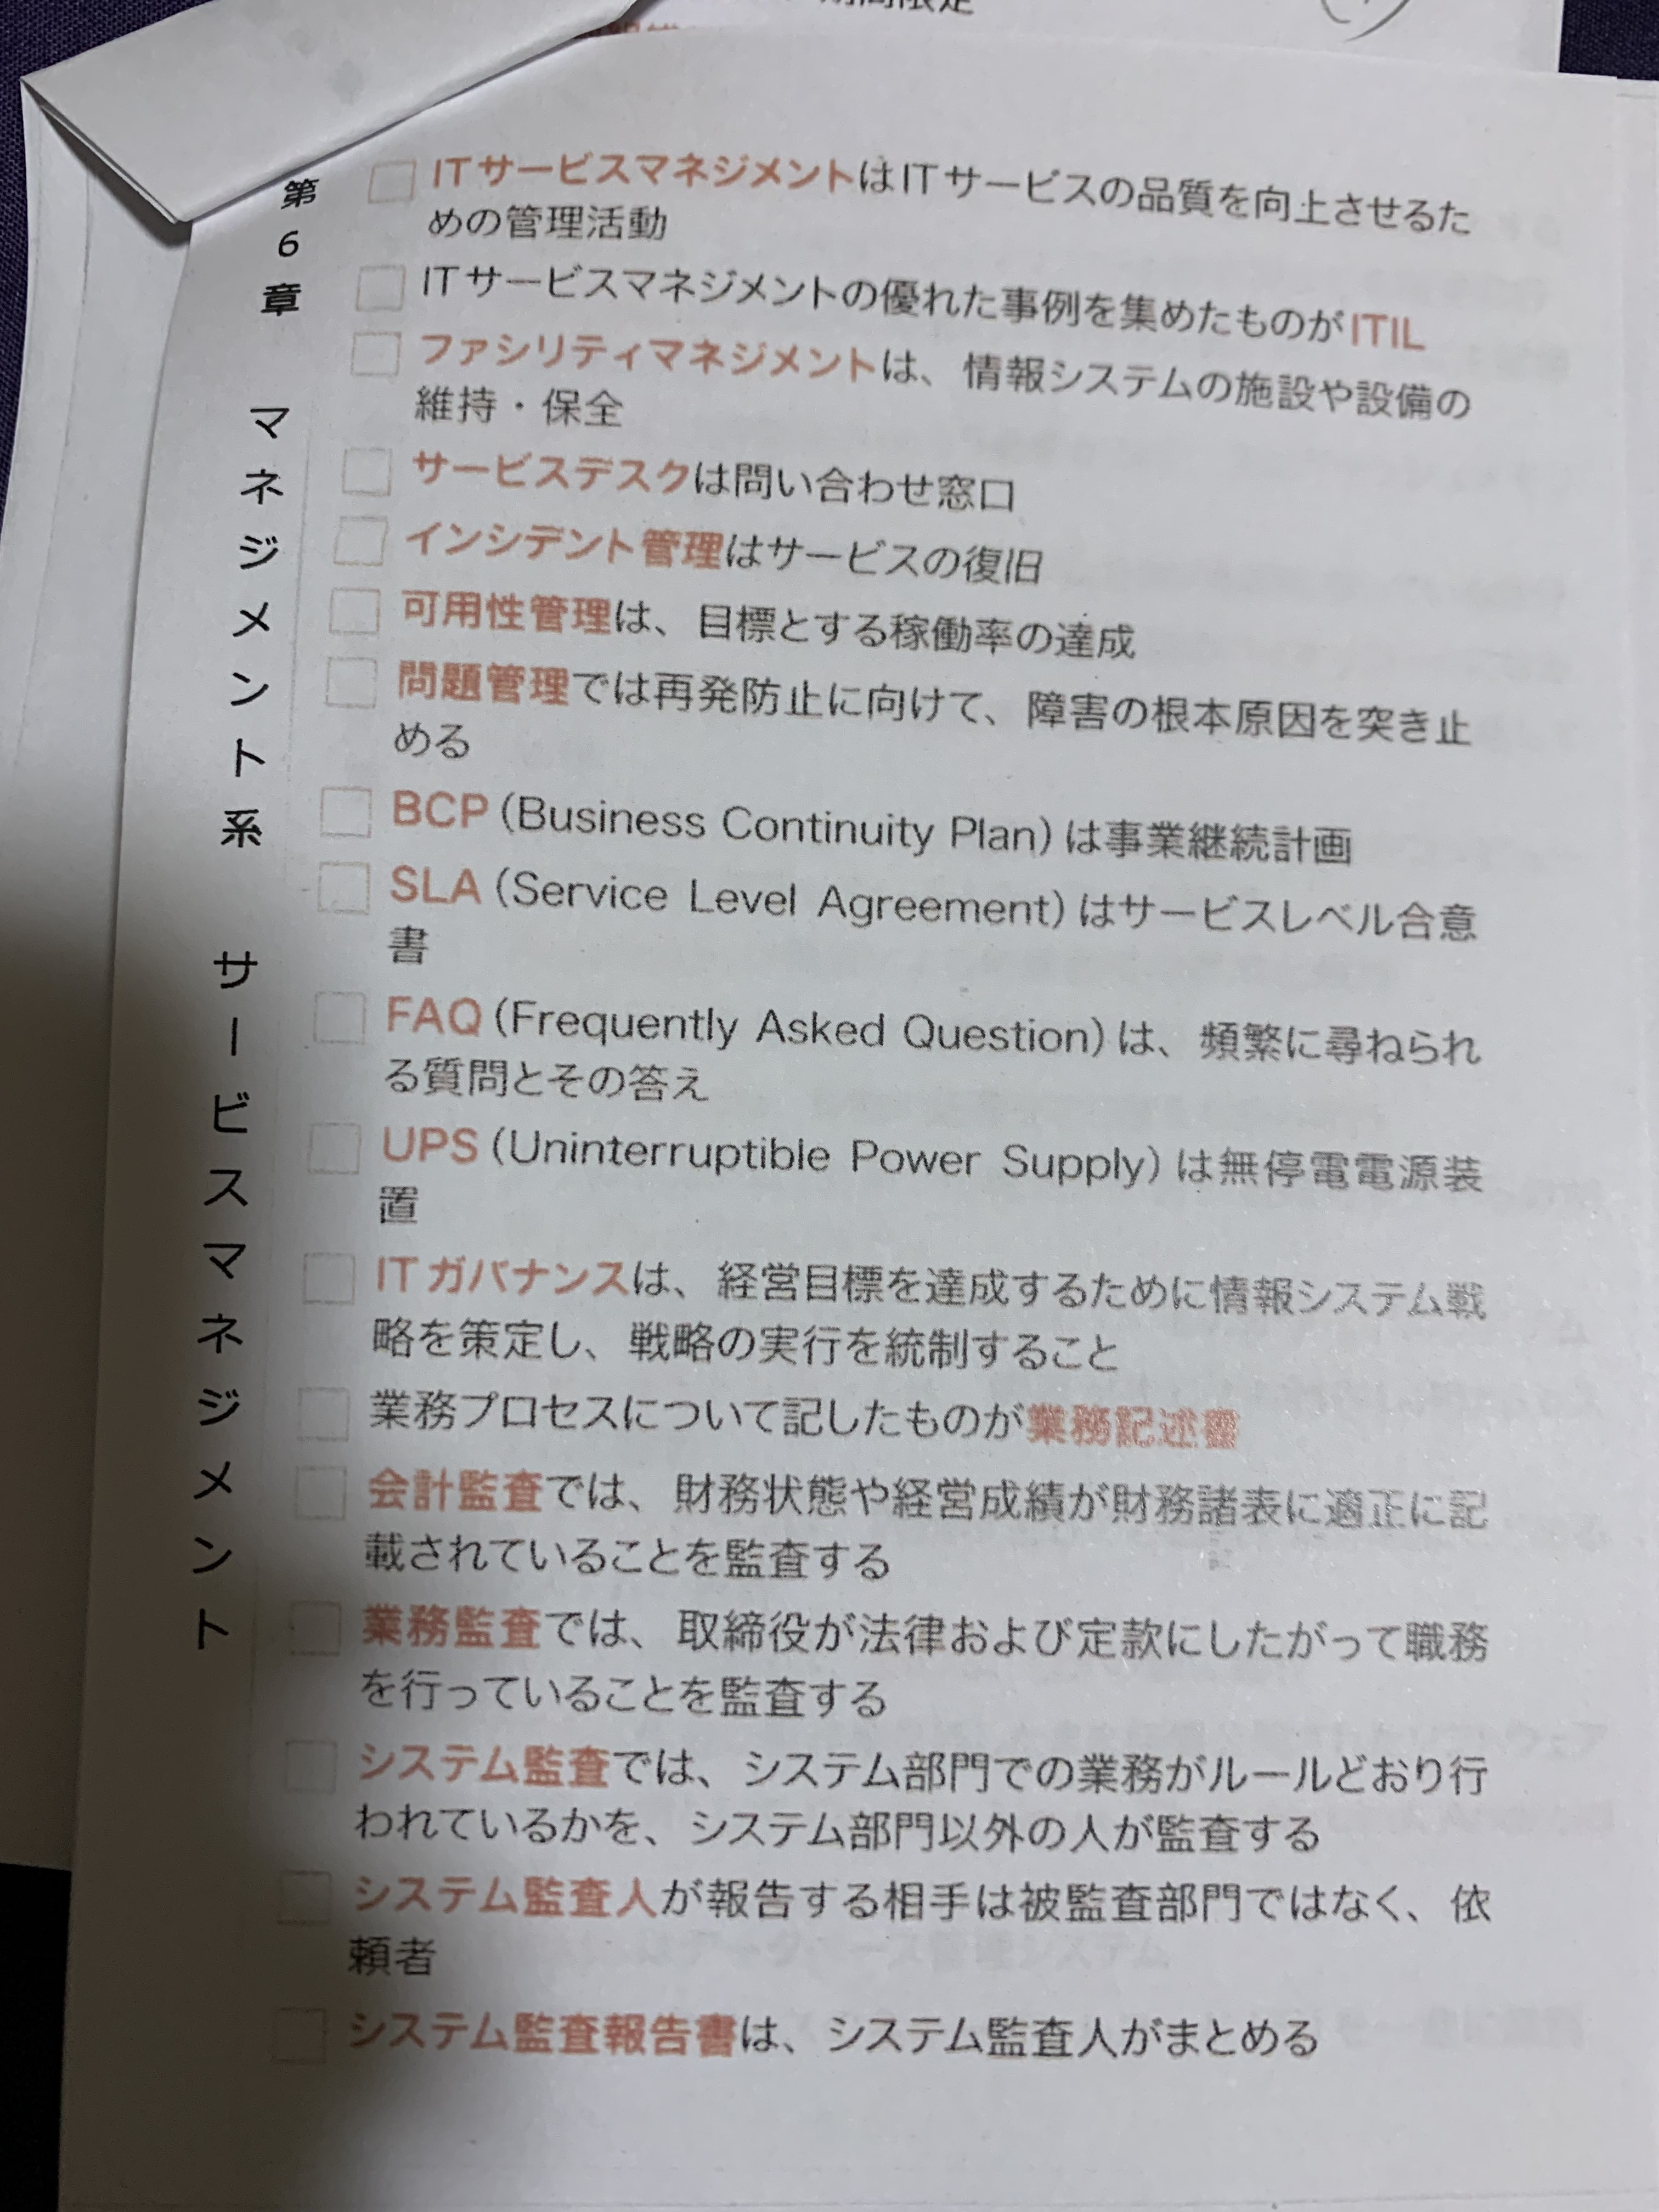 期間限定
第6章 マネジメント系 サービスマネジメント
ITサービスマネジメントはITサービスの品質を向上させるた
めの管理活動
ITサービスマネジメントの優れた事例を集めたものがITIL
ファシリティマネジメントは、情報システムの施設や設備の
維持・保全
サービスデスクは問い合わせ窓口
インシデント管理はサービスの復旧
可用性管理は、目標とする稼働率の達成
問題管理では再発防止に向けて、障害の根本原因を突き止
める
BCP(Business Continuity Plan)は事業継続計画
SLA(Service Level Agreement)はサービスレベル合意
書
FAQ(Frequently Asked Question)は、頻繁に尋ねられ
る質問とその答え
UPS(Uninterruptible Power Supply)は無停電電源装
置
ITガバナンスは、経営目標を達成するために情報システム戦
略を策定し、戦略の実行を統制すること
業務プロセスについて記したものが業務記述書
会計監査では、財務状態や経営成績が財務諸表に適正に記
載されていることを監査する
業務監査では、取締役が法律および定款にしたがって職務
を行っていることを監査する
システム監査では、システム部門での業務がルールどおり行
われているかを、システム部門以外の人が監査する
システム監査人が報告する相手は被監査部門ではなく、依
頼者
システム監査報告書は、システム監査人がまとめる